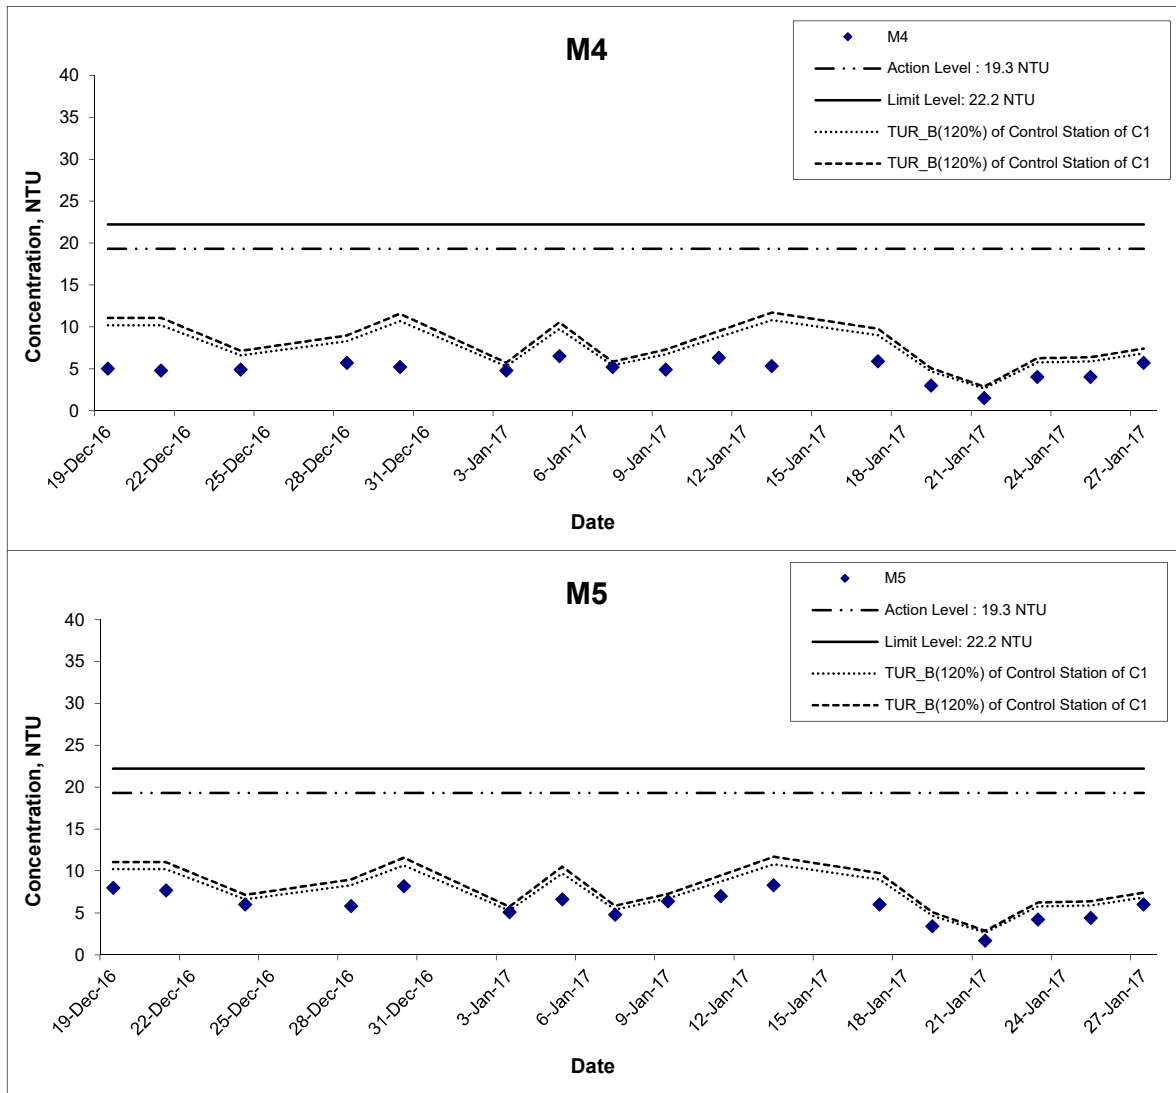 M4
M4
Action Level : 19.3 NTU
Limit Level: 22.2 NTU
TUR_B(120%) of Control Station of C1
TUR_B(120%) of Control Station of C1
Concentration, NTU
40
35
30
25
20
15
10
5
0
19-Dec-16
22-Dec-16
25-Dec-16
28-Dec-16
31-Dec-16
3-Jan-17
6-Jan-17
9-Jan-17
12-Jan-17
15-Jan-17
18-Jan-17
21-Jan-17
24-Jan-17
27-Jan-17
Date
M5
M5
Action Level : 19.3 NTU
Limit Level: 22.2 NTU
TUR_B(120%) of Control Station of C1
TUR_B(120%) of Control Station of C1
Concentration, NTU
40
35
30
25
20
15
10
5
0
19-Dec-16
22-Dec-16
25-Dec-16
28-Dec-16
31-Dec-16
3-Jan-17
6-Jan-17
9-Jan-17
12-Jan-17
15-Jan-17
18-Jan-17
21-Jan-17
24-Jan-17
27-Jan-17
Date